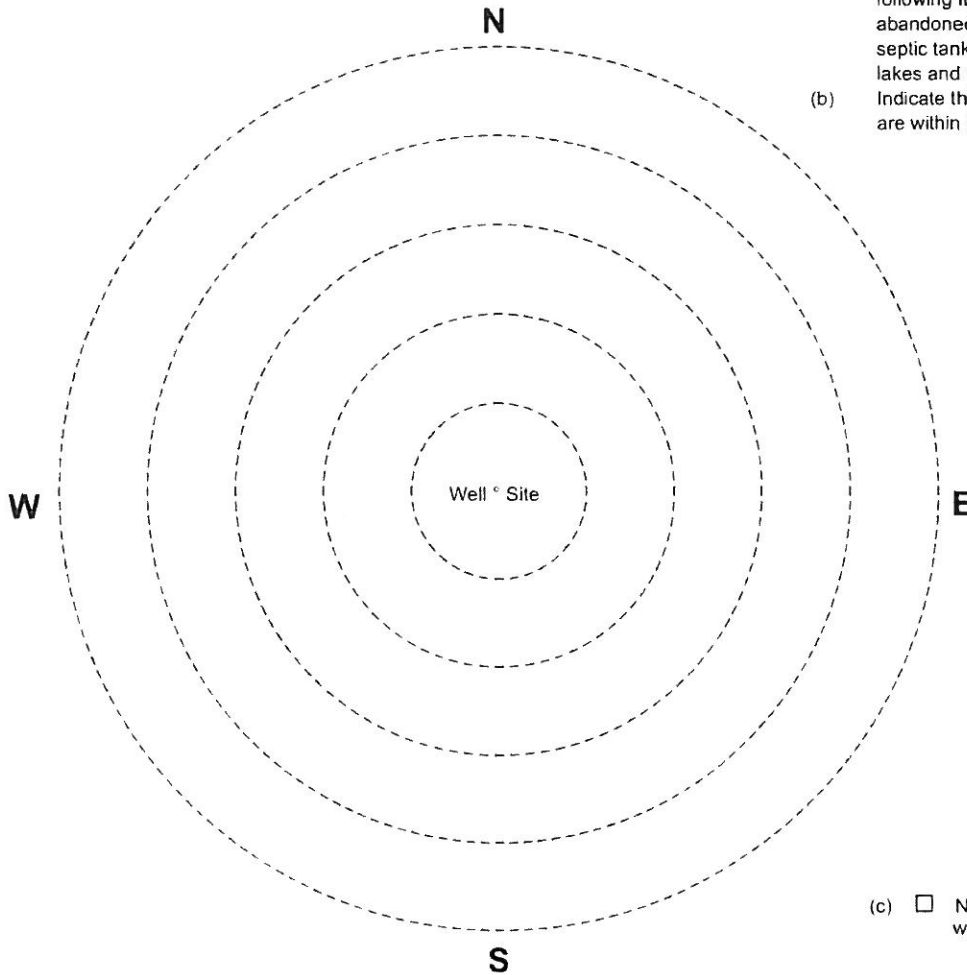 following
abandoned
septic tank
lakes and
(b) Indicate th
are within
N
W
Well ° Site
E
(c) ☐ N
w
S